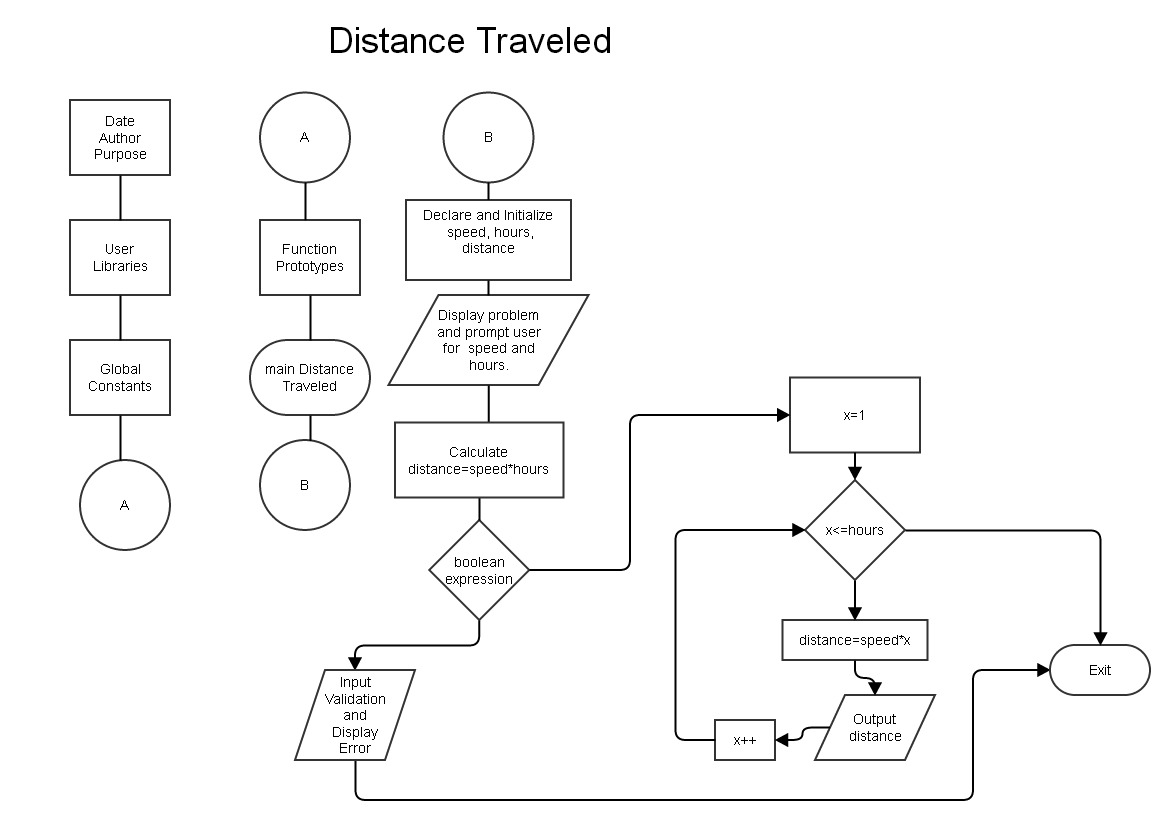 Distance Traveled
Date
Author
Purpose
User
Libraries
Global
Constants
A
A
Function
Prototypes
main Distance
Traveled
B
B
Declare and Initialize
speed, hours,
distance
Display problem
and prompt user
for speed and
hours.
Calculate
distance=speed*hours
boolean
expression
Input
Validation
and
Display
Error
x=1
x<=hours
distance=speed*x
Output
distance
x++
Exit